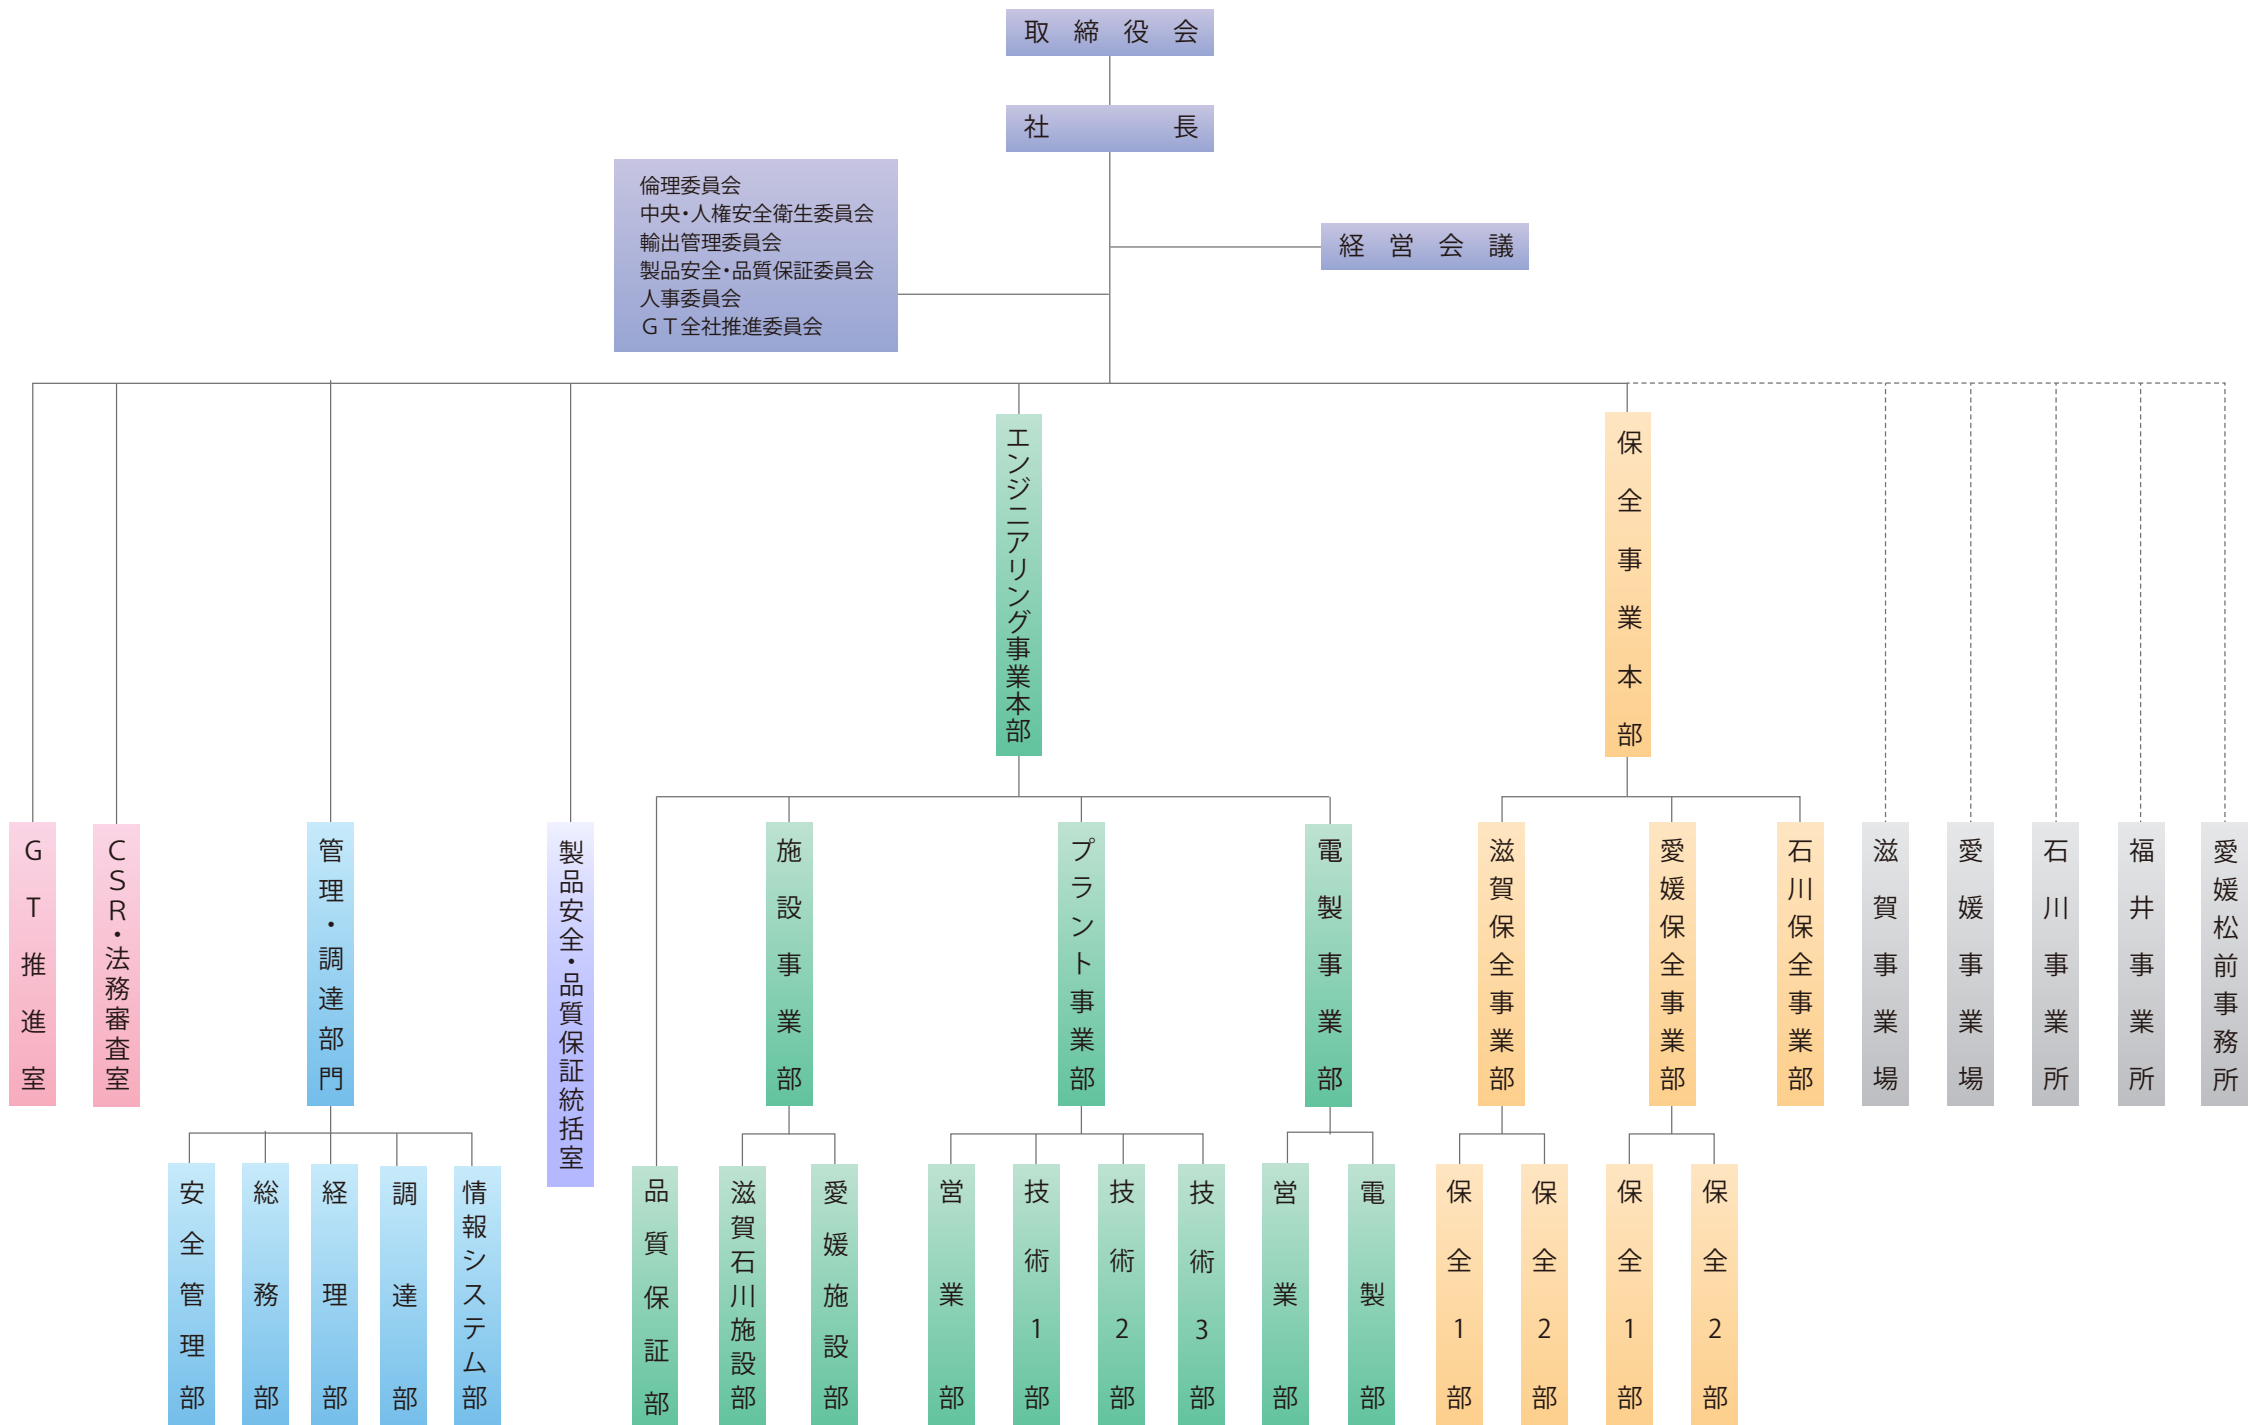 取締役会
社長
倫理委員会
中央・人権安全衛生委員会
輸出管理委員会
製品安全・品質保証委員会
人事委員会
ＧＴ全社推進委員会
経営会議
エンジニアリング事業本部
保全事業本部
ＧＴ推進室
ＣＳＲ・法務審査室
管理・調達部門
製品安全・品質保証統括室
施設事業部
プラント事業部
電製事業部
滋賀保全事業部
愛媛保全事業部
石川保全事業部
滋賀事業場
愛媛事業場
石川事業所
福井事業所
愛媛松前事務所
安全管理部
総務部
経理部
調達部
情報システム部
品質保証部
滋賀石川施設部
愛媛施設部
営業部
技術1部
技術2部
技術3部
営業部
電製部
保全1部
保全2部
保全1部
保全2部